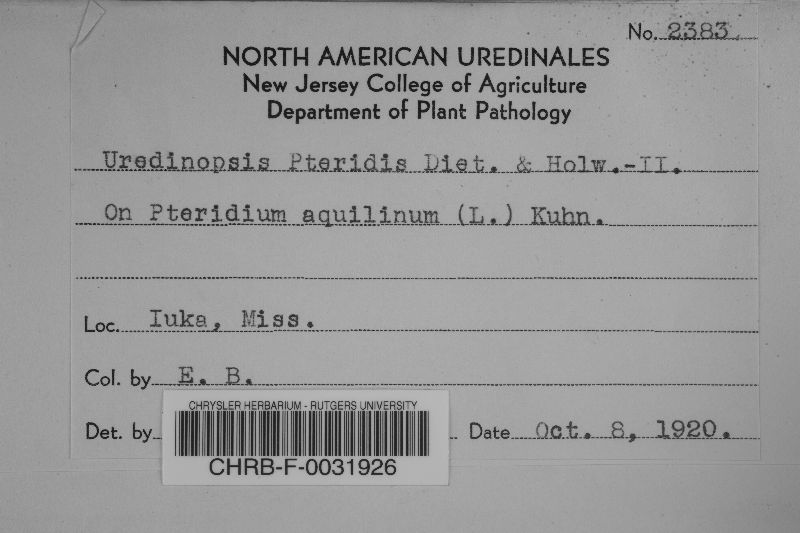 No. 2383
NORTH AMERICAN UREDINALES
New Jersey College of Agriculture
Department of Plant Pathology
Uredinopsis Pteridis Diet. & Holw.-II.
On Pteridium aquilinum (L.) Kuhn.
Loc. Iuka, Miss.
Col. by E. B.
Det. by Date Oct. 8, 1920.
CHRYSLER HERBARIUM - RUTGERS UNIVERSITY
CHRB-F-0031926